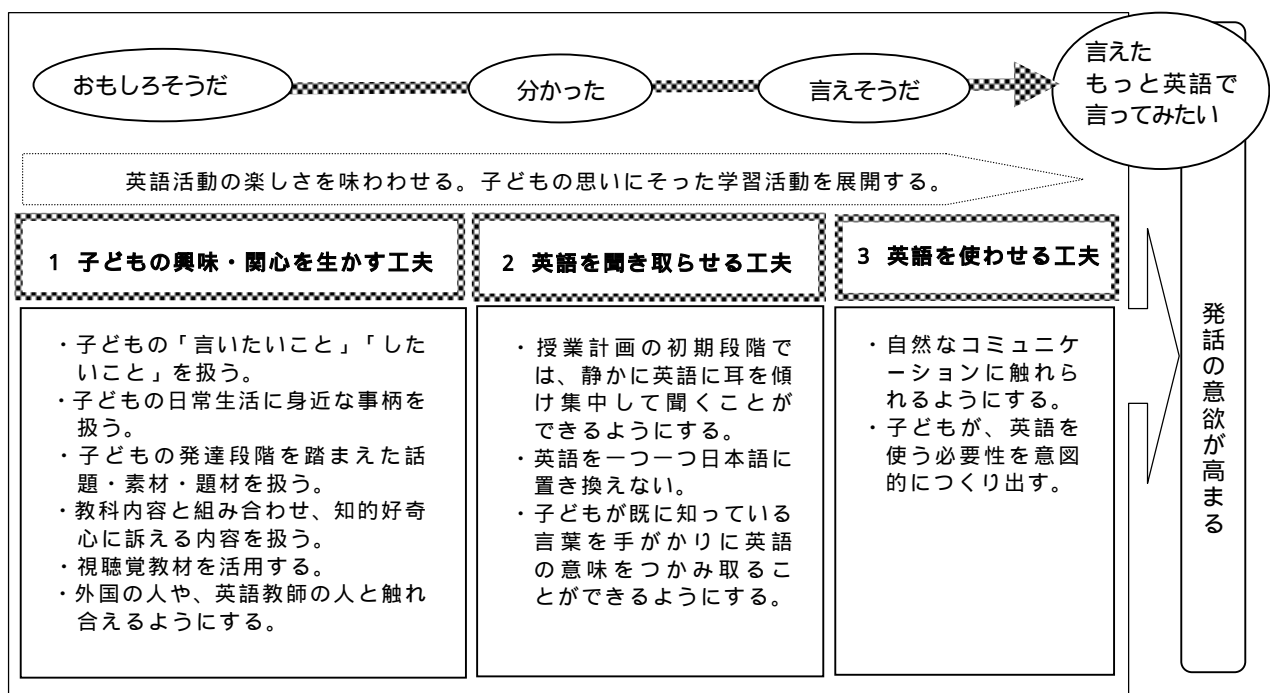 おもしろそうだ
分かった
言えそうだ
言えた
もっと英語で
言ってみたい
英語活動の楽しさを味わわせる。子どもの思いにそった学習活動を展開する。
1 子どもの興味・関心を生かす工夫
・子どもの「言いたいこと」「した
いこと」を扱う。
・子どもの日常生活に身近な事柄を
扱う。
・子どもの発達段階を踏まえた話
題・素材・題材を扱う。
・教科内容と組み合わせ、知的好奇
心に訴える内容を扱う。
・視聴覚教材を活用する。
・外国の人や、英語教師の人と触れ
合えるようにする。
2 英語を聞き取らせる工夫
・授業計画の初期段階で
は、静かに英語に耳を傾
け集中して聞くことが
できるようにする。
・英語を一つ一つ日本語に
置き換えない。
・子どもが既に知っている
言葉を手がかりに英語
の意味をつかみ取るこ
とができるようにする。
3 英語を使わせる工夫
・自然なコミュニケ
ーションに触れら
れるようにする。
・子どもが、英語を
使う必要性を意図
的につくり出す。
発話の意欲が高まる